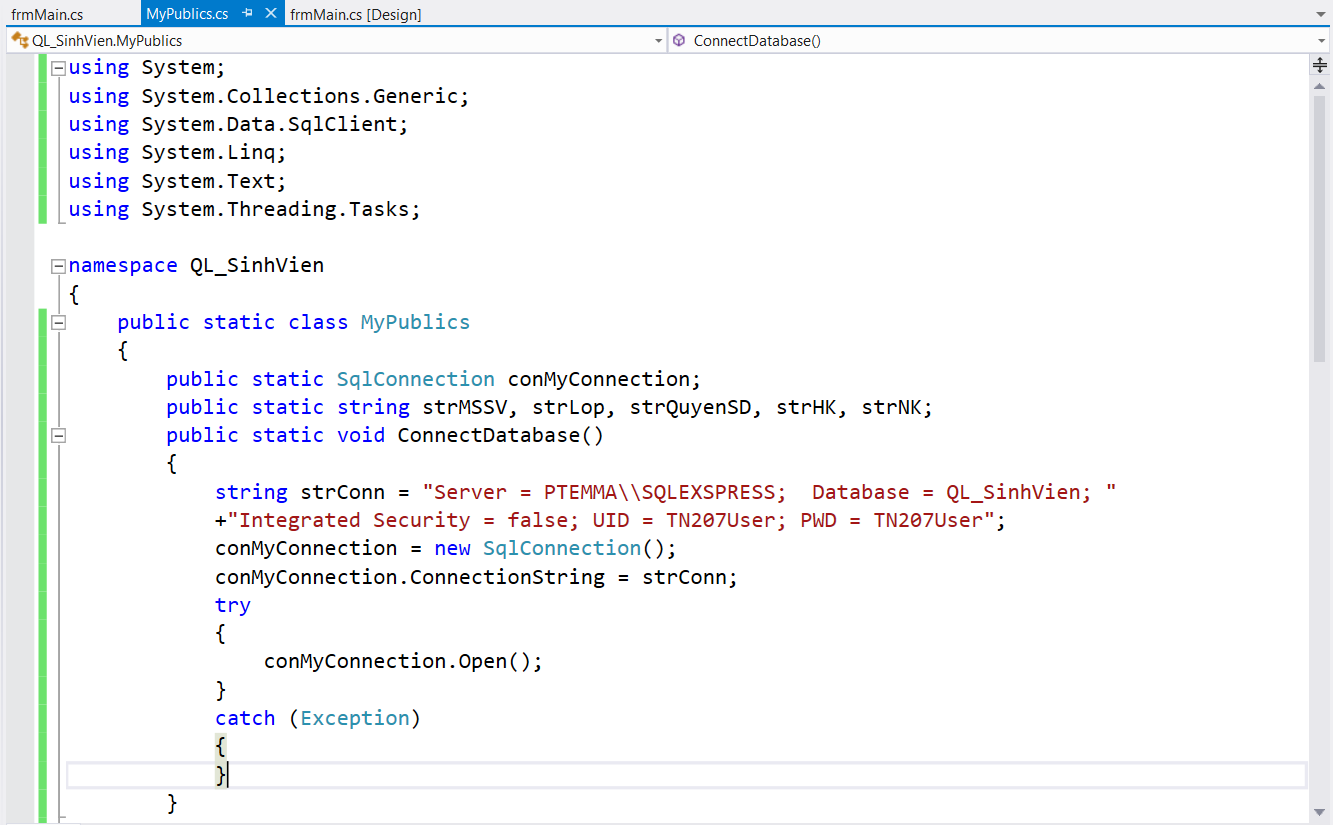 frmMain.cs MyPublics.cs frmMain.cs [Design]
QL_SinhVien.MyPublics ConnectDatabase()
using System;
using System.Collections.Generic;
using System.Data.SqlClient;
using System.Linq;
using System.Text;
using System.Threading.Tasks;
namespace QL_SinhVien
{
public static class MyPublics
{
public static SqlConnection conMyConnection;
public static string strMSSV, strLop, strQuyenSD, strHK, strNK;
public static void ConnectDatabase()
{
string strConn = "Server = PTEMMA\\SQLEXSPRESS;  Database = QL_SinhVien; "
+"Integrated Security = false; UID = TN207User; PWD = TN207User";
conMyConnection = new SqlConnection();
conMyConnection.ConnectionString = strConn;
try
{
conMyConnection.Open();
}
catch (Exception)
{
}
}